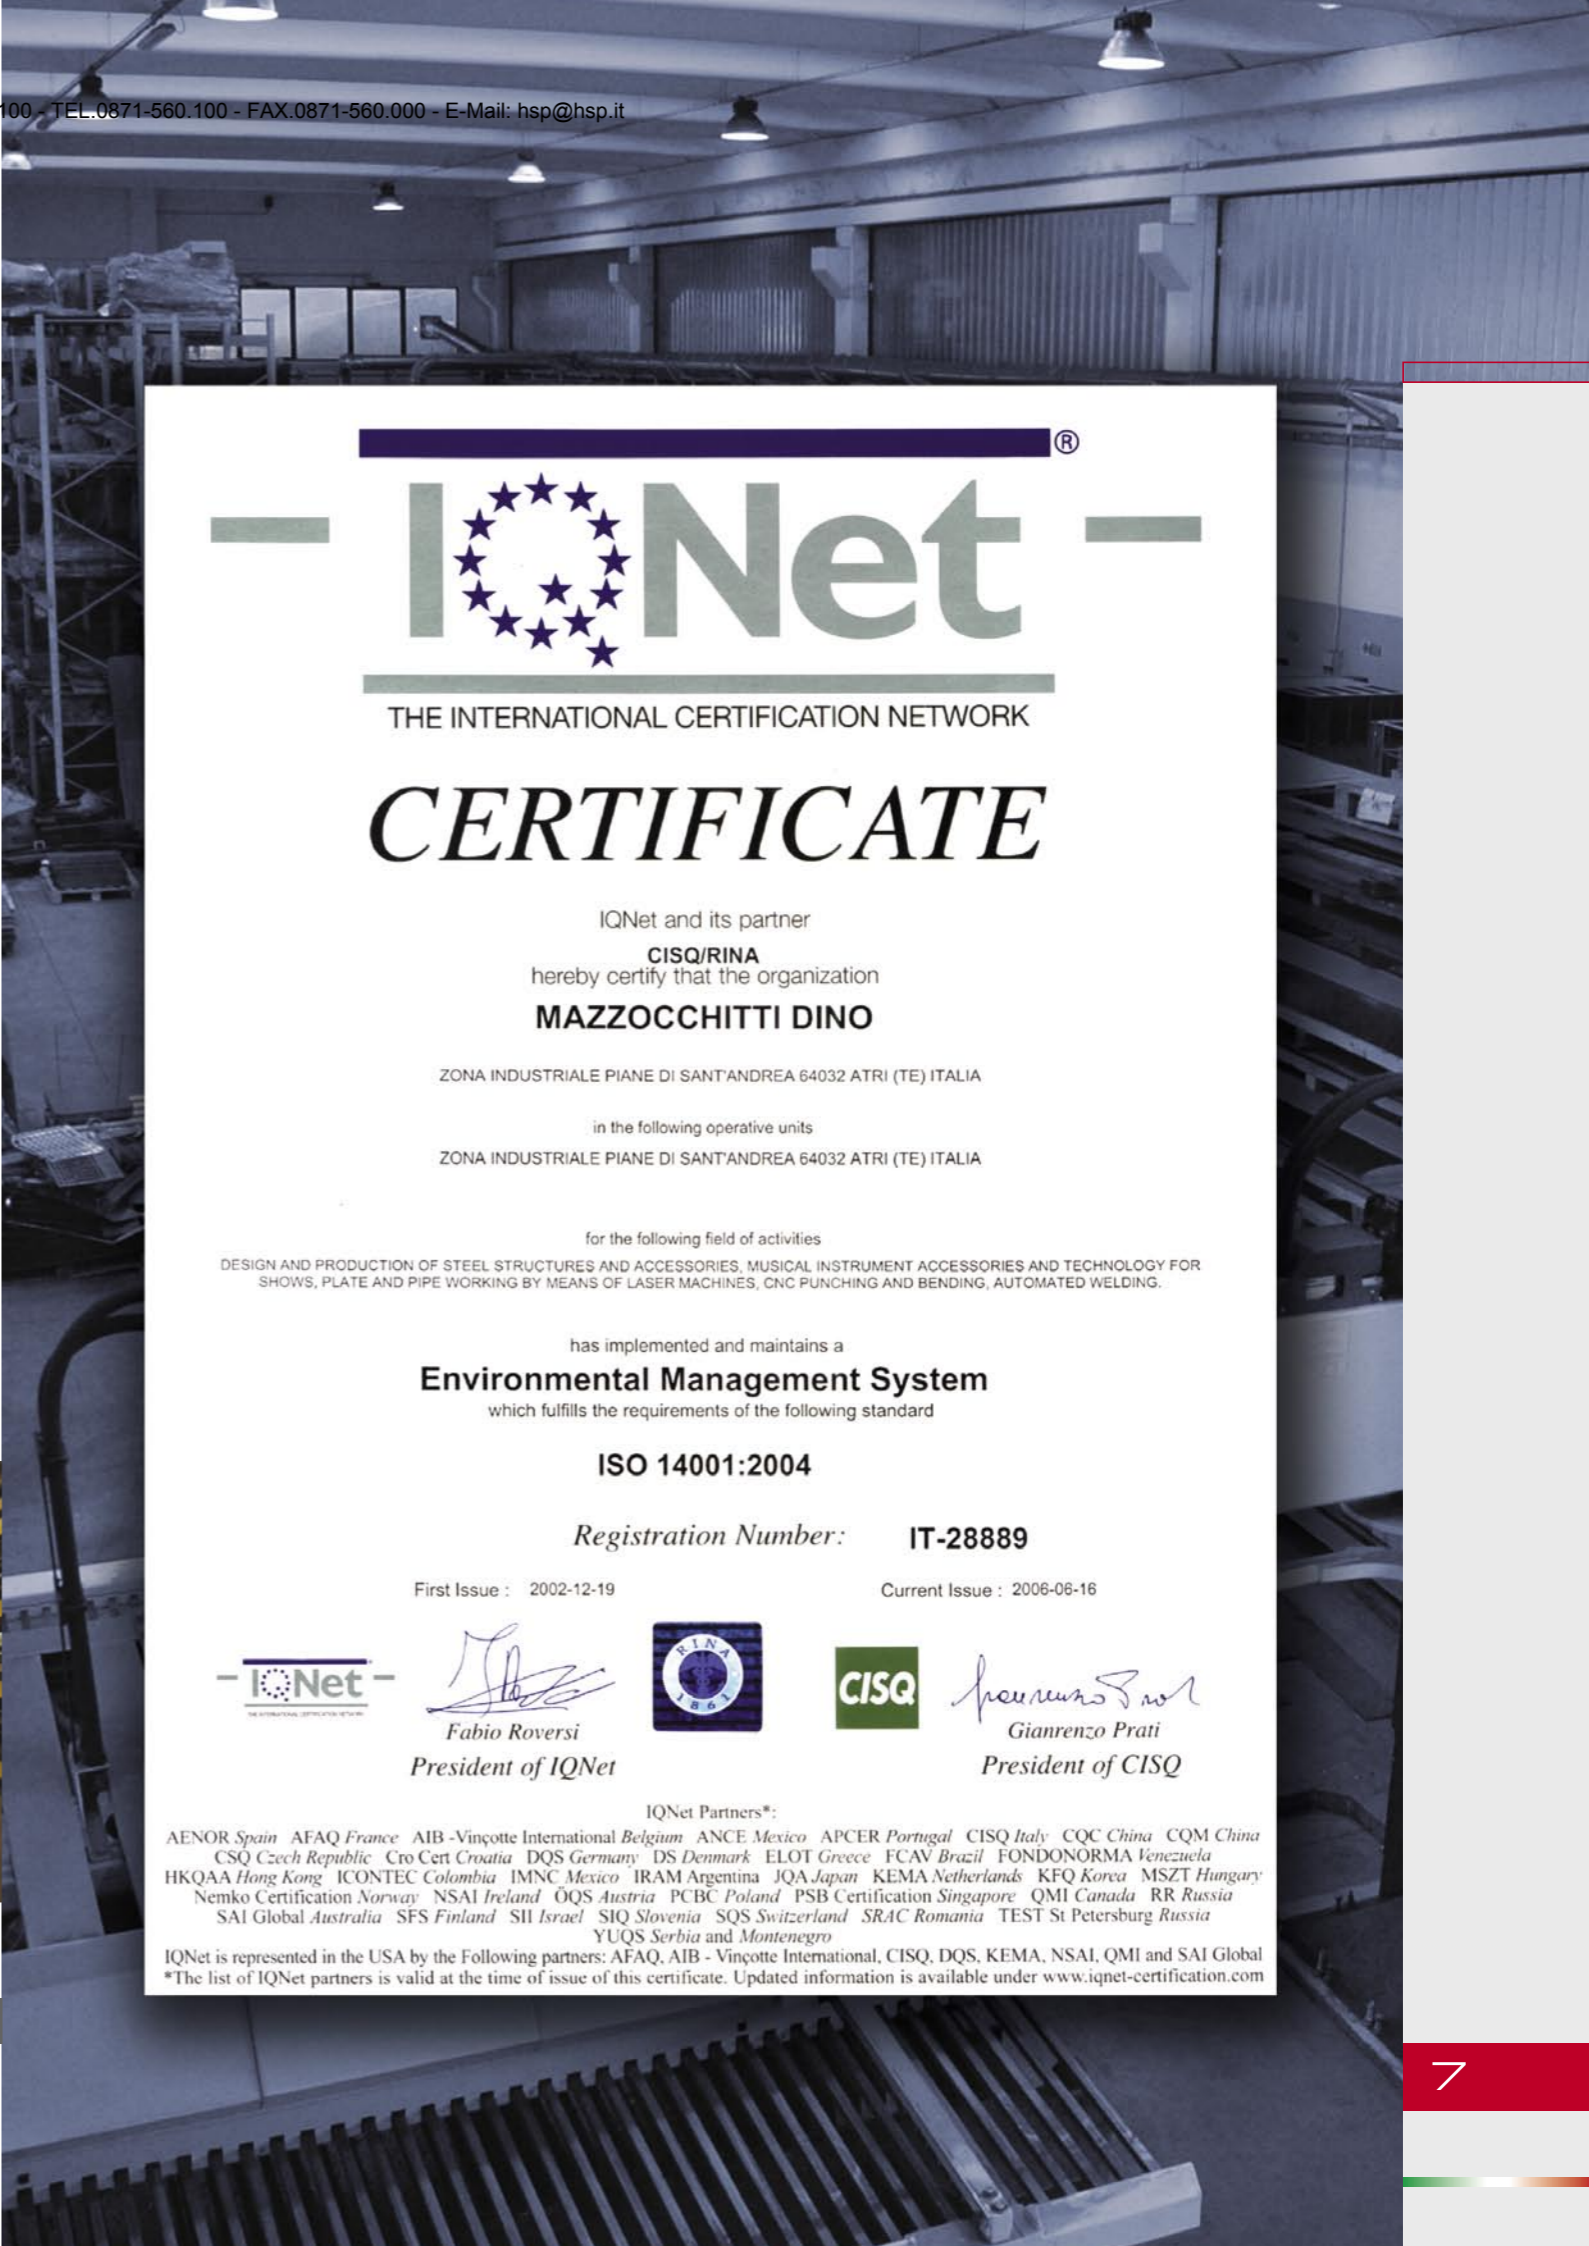 100 - TEL.0871-560.100 - FAX.0871-560.000 - E-Mail: hsp@hsp.it
®
- IQNet -
THE INTERNATIONAL CERTIFICATION NETWORK
CERTIFICATE
IQNet and its partner
CISQ/RINA
hereby certify that the organization
MAZZOCCHITTI DINO
ZONA INDUSTRIALE PIANE DI SANT'ANDREA 64032 ATRI (TE) ITALIA
in the following operative units
ZONA INDUSTRIALE PIANE DI SANT'ANDREA 64032 ATRI (TE) ITALIA
for the following field of activities
DESIGN AND PRODUCTION OF STEEL STRUCTURES AND ACCESSORIES, MUSICAL INSTRUMENT ACCESSORIES AND TECHNOLOGY FOR
SHOWS, PLATE AND PIPE WORKING BY MEANS OF LASER MACHINES, CNC PUNCHING AND BENDING, AUTOMATED WELDING.
has implemented and maintains a
Environmental Management System
which fulfills the requirements of the following standard
ISO 14001:2004
Registration Number: IT-28889
First Issue : 2002-12-19 Current Issue : 2006-06-16
- IQNet -
THE INTERNATIONAL CERTIFICATION NETWORK
RINA
1861
CISQ
Fabio Roversi
President of IQNet
Gianrenzo Prati
President of CISQ
IQNet Partners*:
AENOR Spain AFAQ France AIB -Vinçotte International Belgium ANCE Mexico APCER Portugal CISQ Italy CQC China CQM China
CSQ Czech Republic Cro Cert Croatia DQS Germany DS Denmark ELOT Greece FCAV Brazil FONDONORMA Venezuela
HKQAA Hong Kong ICONTEC Colombia IMNC Mexico IRAM Argentina JQA Japan KEMA Netherlands KFQ Korea MSZT Hungary
Nemko Certification Norway NSAI Ireland ÖQS Austria PCBC Poland PSB Certification Singapore QMI Canada RR Russia
SAI Global Australia SFS Finland SII Israel SIQ Slovenia SQS Switzerland SRAC Romania TEST St Petersburg Russia
YUQS Serbia and Montenegro
IQNet is represented in the USA by the Following partners: AFAQ, AIB - Vinçotte International, CISQ, DQS, KEMA, NSAI, QMI and SAI Global
*The list of IQNet partners is valid at the time of issue of this certificate. Updated information is available under www.iqnet-certification.com
7